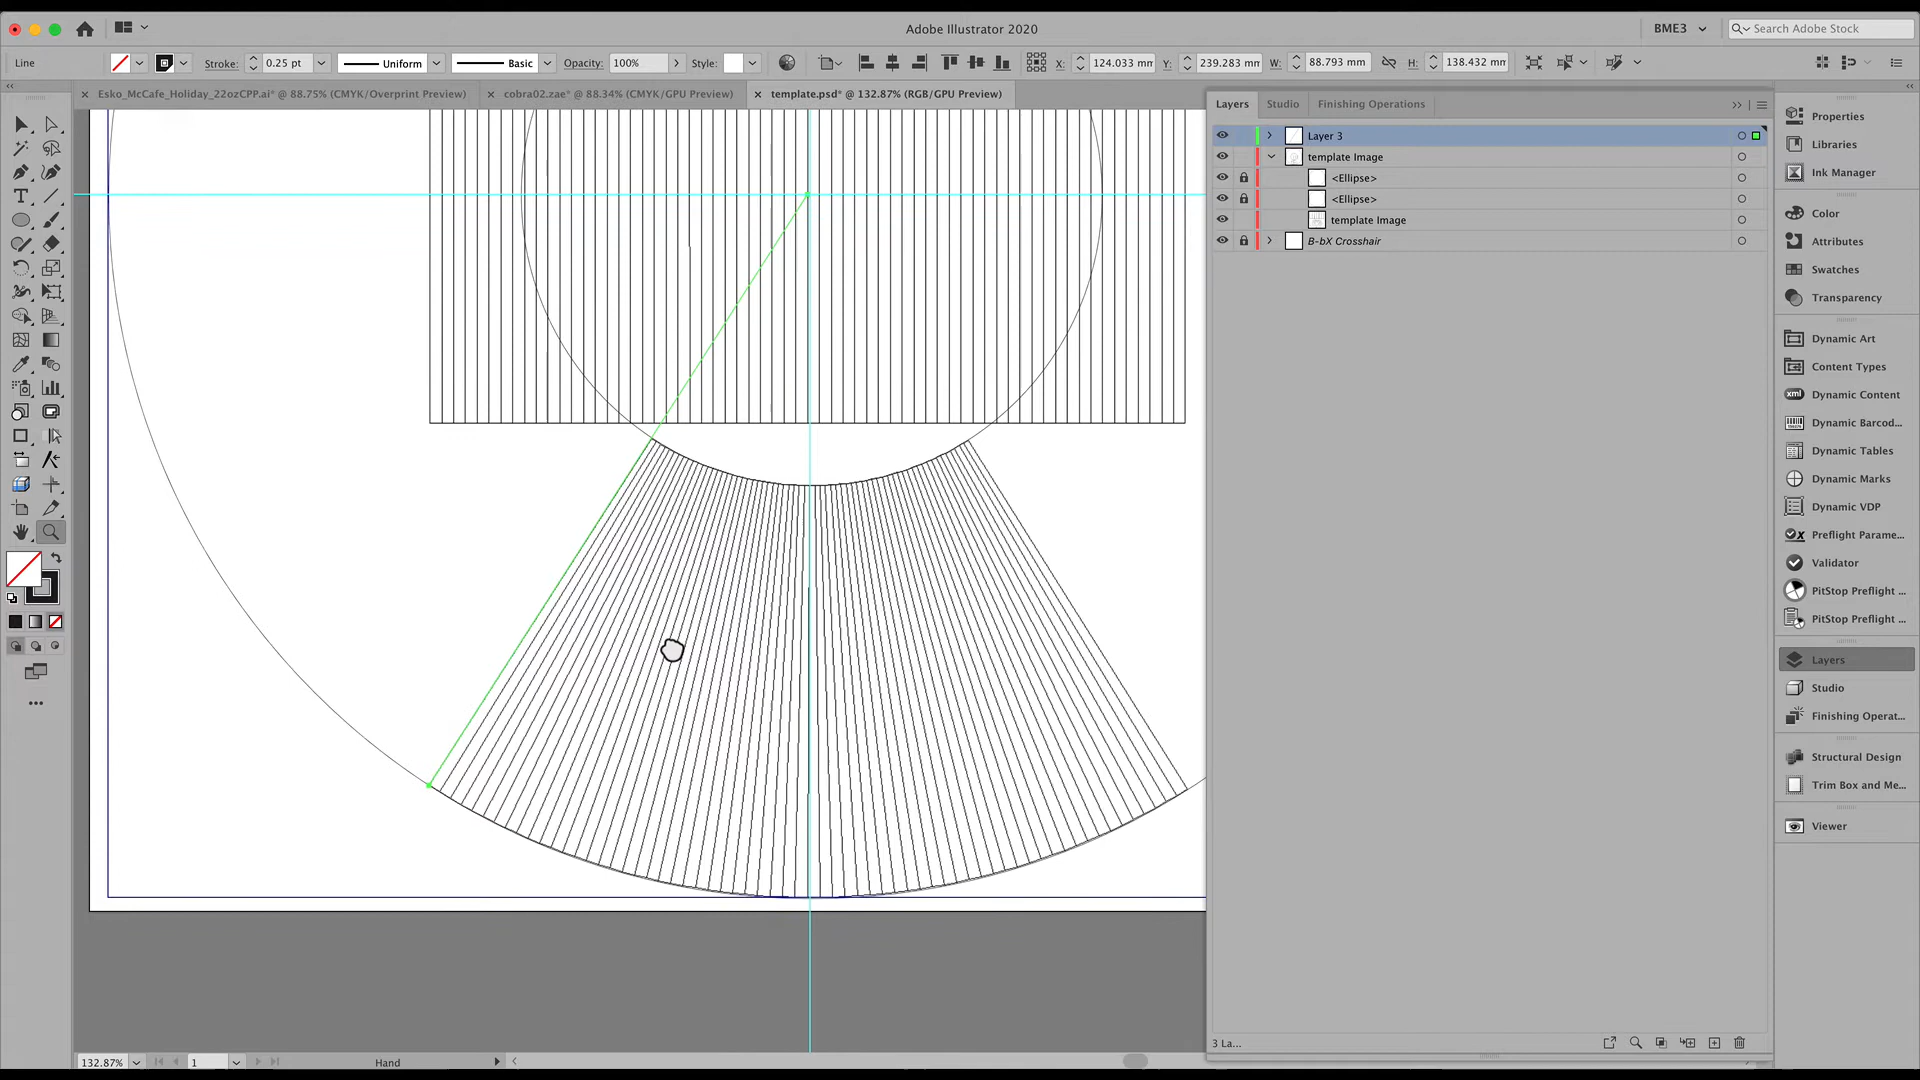 Adobe Illustrator 2020
BME3
Search Adobe Stock
Line
Stroke:
0.25 pt
Uniform
Basic
Opacity:
100%
Style:
X:
124.033 mm
Y:
239.283 mm
W:
88.793 mm
H:
138.432 mm
Esko_McCafe_Holiday_22ozCPP.ai* @ 88.75% (CMYK/Overprint Preview)
cobra02.zae* @ 88.34% (CMYK/GPU Preview)
template.psd* @ 132.87% (RGB/GPU Preview)
Layers
Studio
Finishing Operations
Layer 3
template Image
<Ellipse>
<Ellipse>
template Image
B-bX Crosshair
Properties
Libraries
Ink Manager
Color
Attributes
Swatches
Transparency
Dynamic Art
Content Types
xml
Dynamic Content
Dynamic Barcod...
Dynamic Tables
Dynamic Marks
Dynamic VDP
Preflight Parame...
Validator
PitStop Preflight ...
PitStop Preflight ...
Layers
Studio
Finishing Operat...
Structural Design
Trim Box and Me...
Viewer
3 La...
132.87%
1
Hand